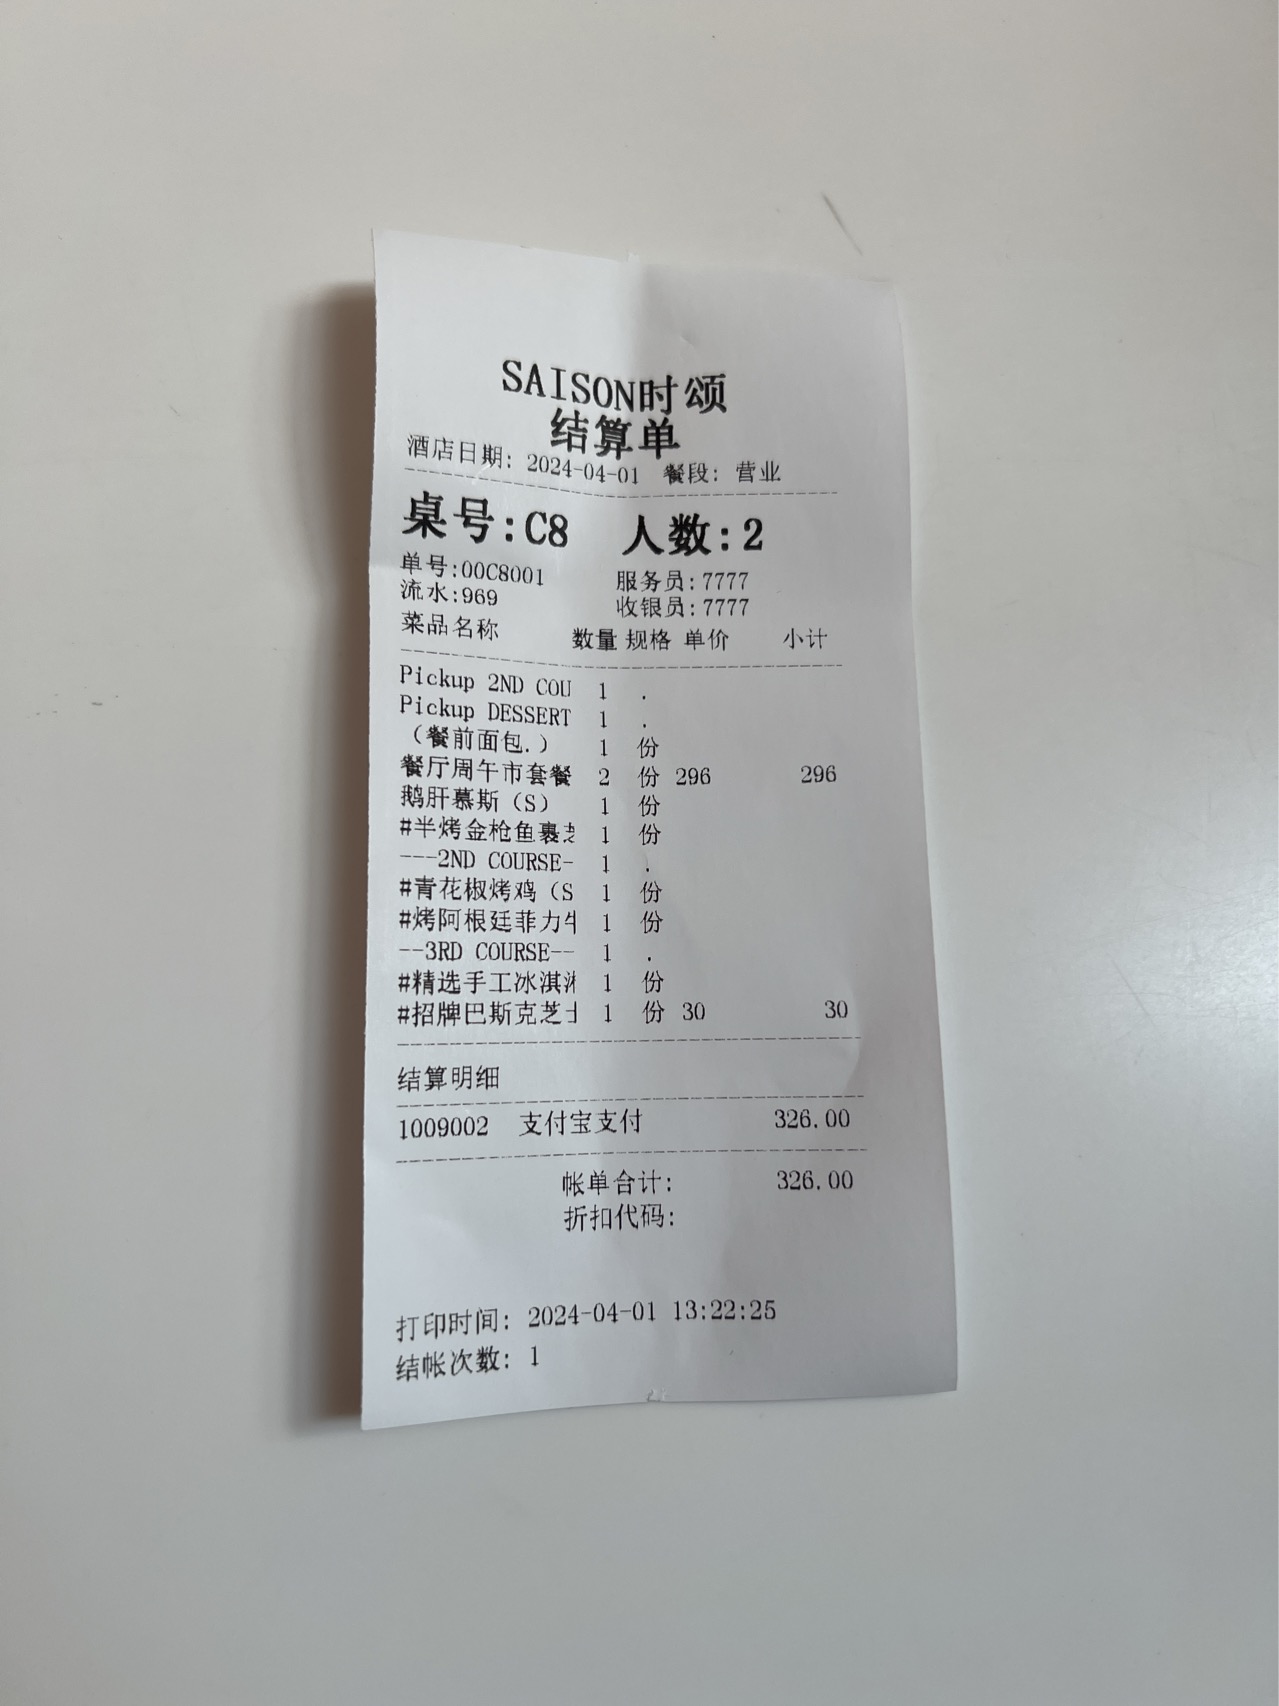 SAISON时颂
结算单
酒店日期: 2024-04-01 餐段: 营业
桌号:C8 人数:2
单号:00C8001 服务员:7777
流水:969 收银员:7777
菜品名称 数量 规格 单价 小计
Pickup 2ND COU 1 .
Pickup DESSERT 1 .
(餐前面包.) 1 份
餐厅周午市套餐 2 份 296 296
鹅肝慕斯(S) 1 份
#半烤金枪鱼裹 1 份
---2ND COURSE- 1 .
#青花椒烤鸡(S 1 份
#烤阿根廷菲力牛 1 份
--3RD COURSE-- 1 .
#精选手工冰淇淋 1 份
#招牌巴斯克芝士 1 份 30 30
结算明细
1009002 支付宝支付 326.00
帐单合计: 326.00
折扣代码:
打印时间: 2024-04-01 13:22:25
结帐次数: 1